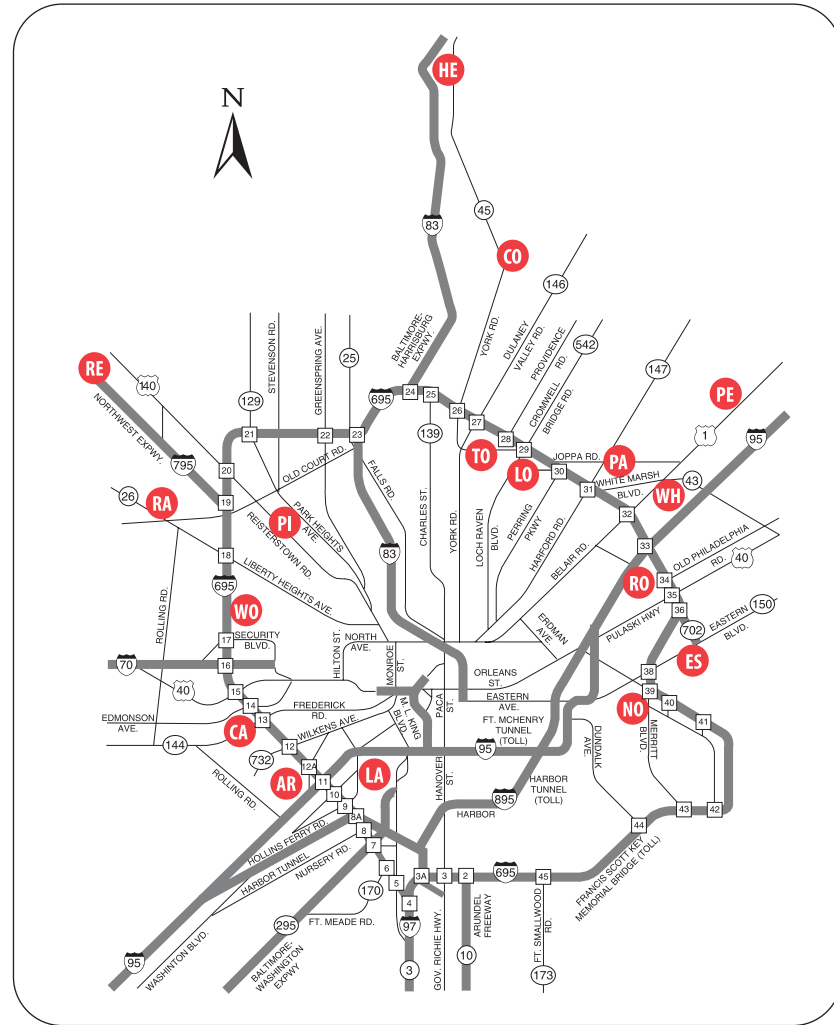 HE
N
45
83
CO
146
BALTIMORE-
HARRISBURG
EXPWY.
YORK RD.
DULANEY
VALLEY RD.
PROVIDENCE
RD.
CROMWELL
BRIDGE RD.
542
147
STEVENSON RD.
GREENSPRING AVE.
25
RE
140
NORTHWEST EXPWY.
795
129
695
24
25
26
27
28
29
139
PE
1
95
21
22
23
OLD COURT RD.
FALLS RD.
TO
LO
30
JOPPA RD.
PA
31
WHITE MARSH
BLVD.
43
WH
20
19
26
RA
PI
PARK HEIGHTS
AVE.
REISTERSTOWN RD.
CHARLES ST.
YORK RD.
LOCH RAVEN
BLVD.
PERRING
PKWY
HARFORD RD.
BELAIR RD.
32
33
OLD PHILADELPHIA
RD.
40
18
83
LIBERTY HEIGHTS AVE.
695
RO
34
35
36
WO
ROLLING RD.
17
SECURITY
BLVD.
HILTON ST.
NORTH
AVE.
MONROE
ST.
ERDMAN
AVE.
PULASKI HWY
702
EASTERN
BLVD.
150
ES
70
16
40
15
14
13
ORLEANS
ST.
EASTERN
AVE.
38
39
40
41
NO
EDMONSON
AVE.
FREDERICK
RD.
M. L. KING
BLVD.
PACA
ST.
FT. MCHENRY
TUNNEL
(TOLL)
MERRITT
BLVD.
CA
144
WILKENS AVE.
12
732
12A
95
DUNDALK
AVE.
ROLLING RD.
AR
11
LA
10
9
8A
8
7
HANOVER
ST.
895
HARBOR
TUNNEL
(TOLL)
HARBOR
44
43
42
HOLLINS FERRY RD.
HARBOR TUNNEL
NURSERY RD.
6
5
4
3A
3
2
695
45
FRANCIS SCOTT KEY
MEMORIAL BRIDGE (TOLL)
170
FT. MEADE RD.
295
97
GOV. RICHIE HWY.
ARUNDEL
FREEWAY
FT. SMALLWOOD
RD.
95
WASHINTON BLVD.
BALTIMORE-
WASHINGTON
EXPWY
3
10
173